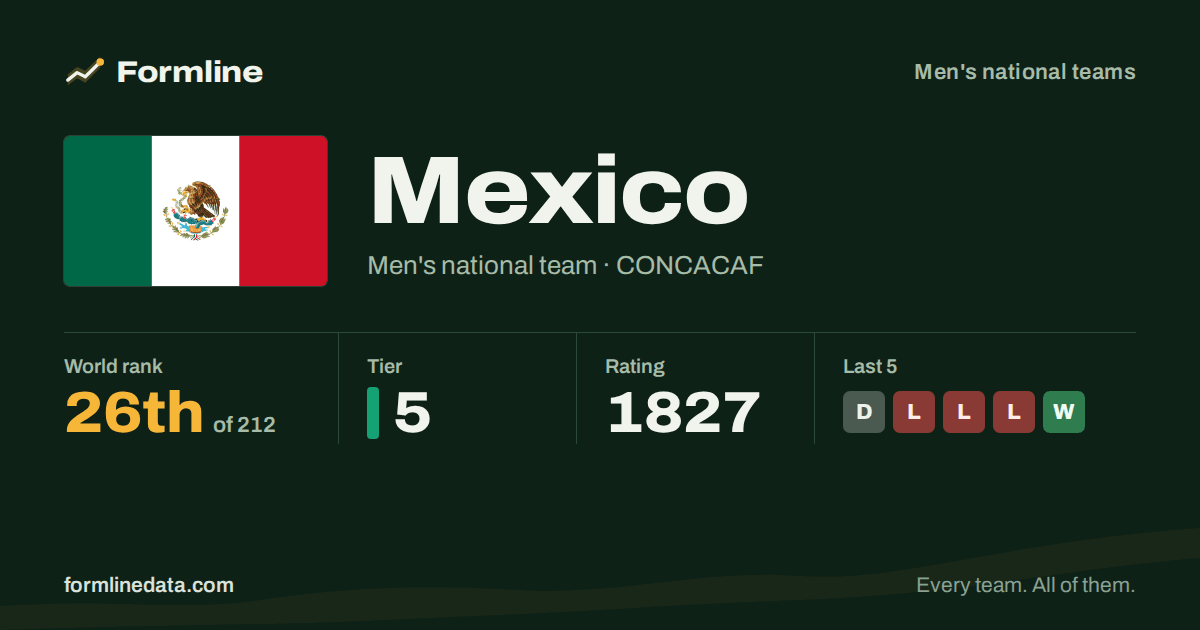 Formline
Men's national teams
Mexico
Men's national team · CONCACAF
World rank
26th of 212
Tier
5
Rating
1827
Last 5
D L L L W
formlinedata.com
Every team. All of them.